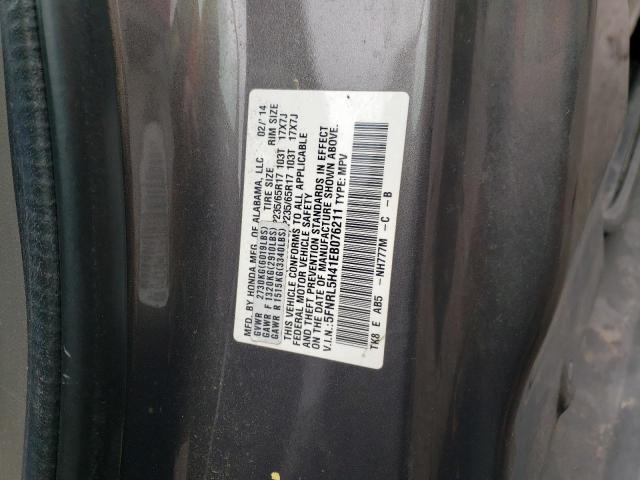 MFD. BY HONDA MFG. OF ALABAMA, LLC 02/'14
GVWR 2730KG(6019LBS) TIRE SIZE RIM SIZE
GAWR F 1320KG(2910LBS) P235/65R17 103T 17X7J
GAWR R 1515KG(3340LBS) P235/65R17 103T 17X7J
THIS VEHICLE CONFORMS TO ALL APPLICABLE
FEDERAL MOTOR VEHICLE SAFETY
AND THEFT PREVENTION STANDARDS IN EFFECT
ON THE DATE OF MANUFACTURE SHOWN ABOVE.
V.I.N.:5FNRL5H41EB076211 TYPE: MPV
TK8 E AB5 -NH777M -C -B